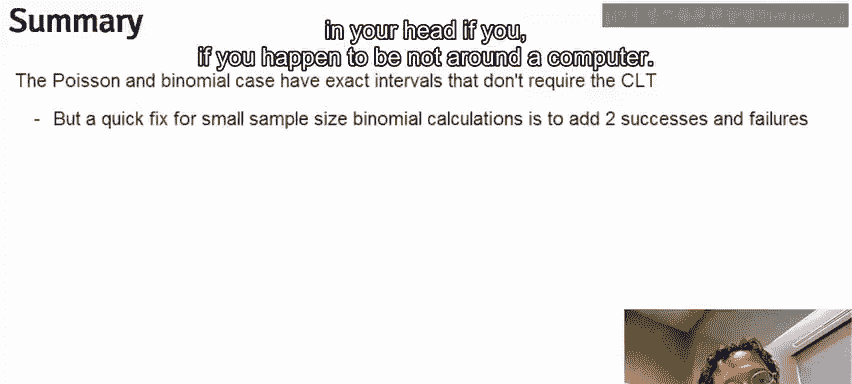 Summary
in your head if you,
if you happen to be not around a computer.
The Poisson and binomial case have exact intervals that don't require the CLT
- But a quick fix for small sample size binomial calculations is to add 2 successes and failures